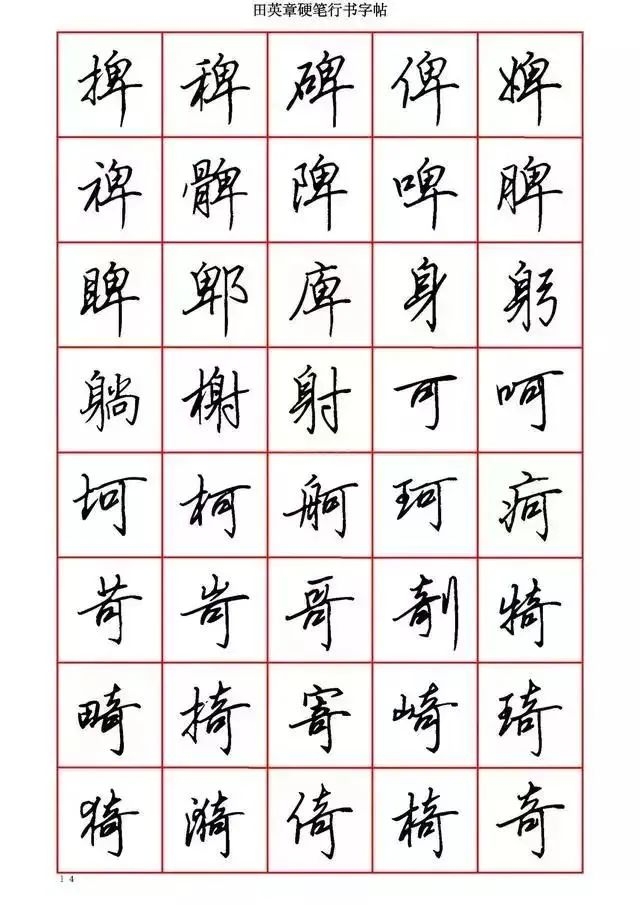 田英章硬笔行书字帖
捭 稗 碑 俾 婢
裨 髀 陴 啤 脾
睥 郫 庳 身 躬
躺 榭 射 可 呵
坷 柯 舸 珂 疴
苛 岢 哥 剞 犄
畸 掎 寄 崎 琦
猗 漪 倚 椅 奇
14